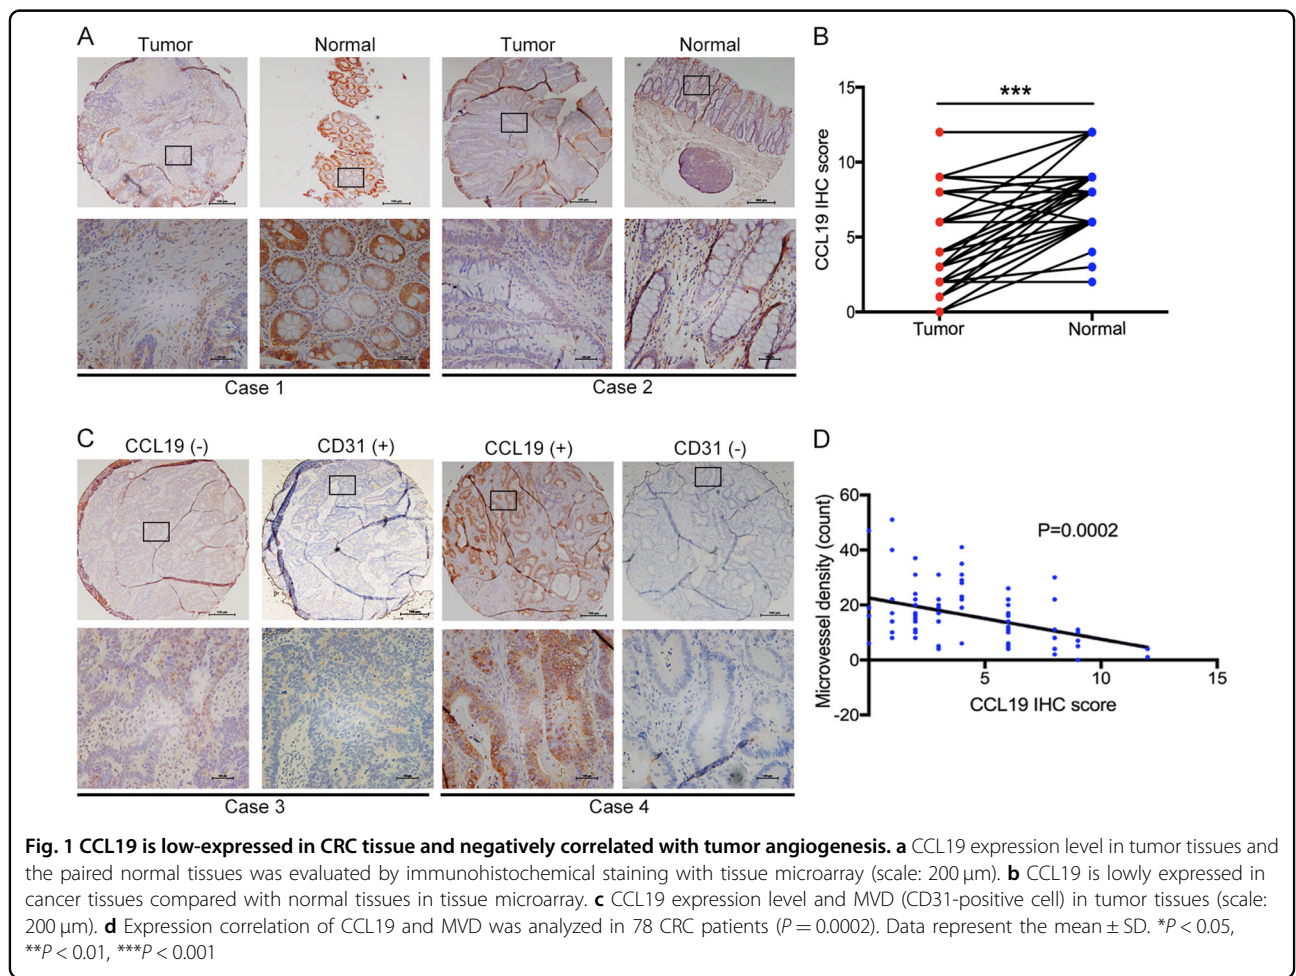 A
Tumor
Normal
Tumor
Normal
Case 1
Case 2
B
***
15
10
5
0
CCL19 IHC score
Tumor
Normal
C
CCL19 (-)
CD31 (+)
CCL19 (+)
CD31 (-)
Case 3
Case 4
D
60
40
20
0
-20
Microvessel density (count)
P=0.0002
5
10
15
CCL19 IHC score
Fig. 1 CCL19 is low-expressed in CRC tissue and negatively correlated with tumor angiogenesis. a CCL19 expression level in tumor tissues and
the paired normal tissues was evaluated by immunohistochemical staining with tissue microarray (scale: 200 μm). b CCL19 is lowly expressed in
cancer tissues compared with normal tissues in tissue microarray. c CCL19 expression level and MVD (CD31-positive cell) in tumor tissues (scale:
200 μm). d Expression correlation of CCL19 and MVD was analyzed in 78 CRC patients (P = 0.0002). Data represent the mean ± SD. *P < 0.05,
**P < 0.01, ***P < 0.001